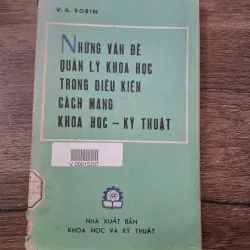 V.G. SORIN
NHỮNG VẤN ĐỀ
QUẢN LÝ KHOA HỌC
TRONG ĐIỀU KIỆN
CÁCH MẠNG
KHOA HỌC – KỸ THUẬT
V.00015207
NHÀ XUẤT BẢN
KHOA HỌC VÀ KỸ THUẬT